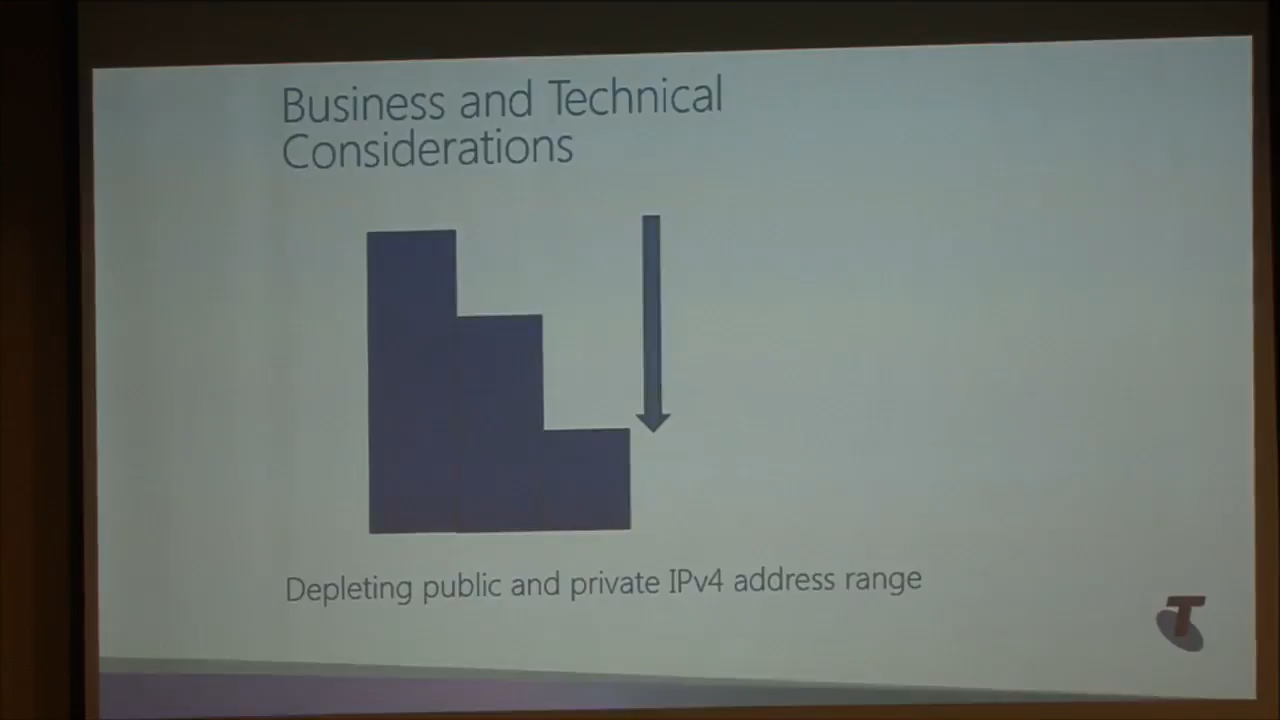 Business and Technical
Considerations
Depleting public and private IPv4 address range
T